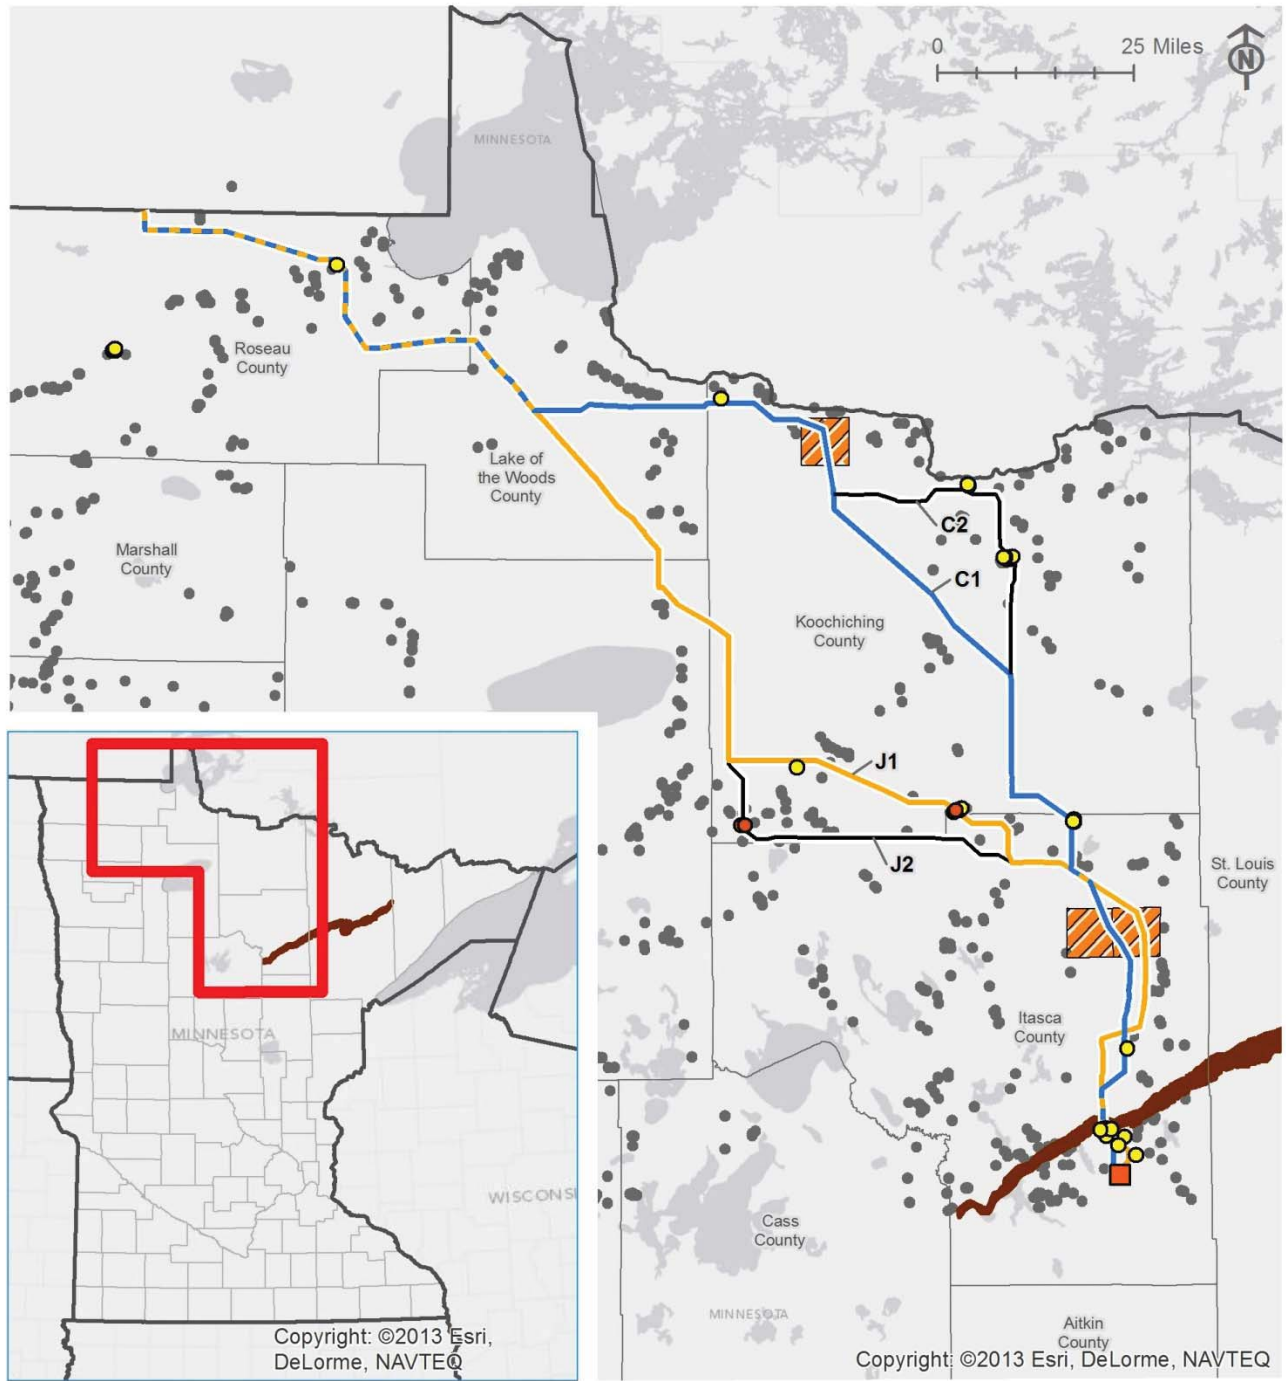 0 25 Miles
N
MINNESOTA
Roseau
County
Lake of
the Woods
County
C2
Marshall
County
C1
Koochiching
County
J1
J2
St. Louis
County
Itasca
County
MINNESOTA
WISCONSI
Cass
County
MINNESOTA
Aitkin
County
Copyright: ©2013 Esri,
DeLorme, NAVTEQ
Copyright: ©2013 Esri, DeLorme, NAVTEQ